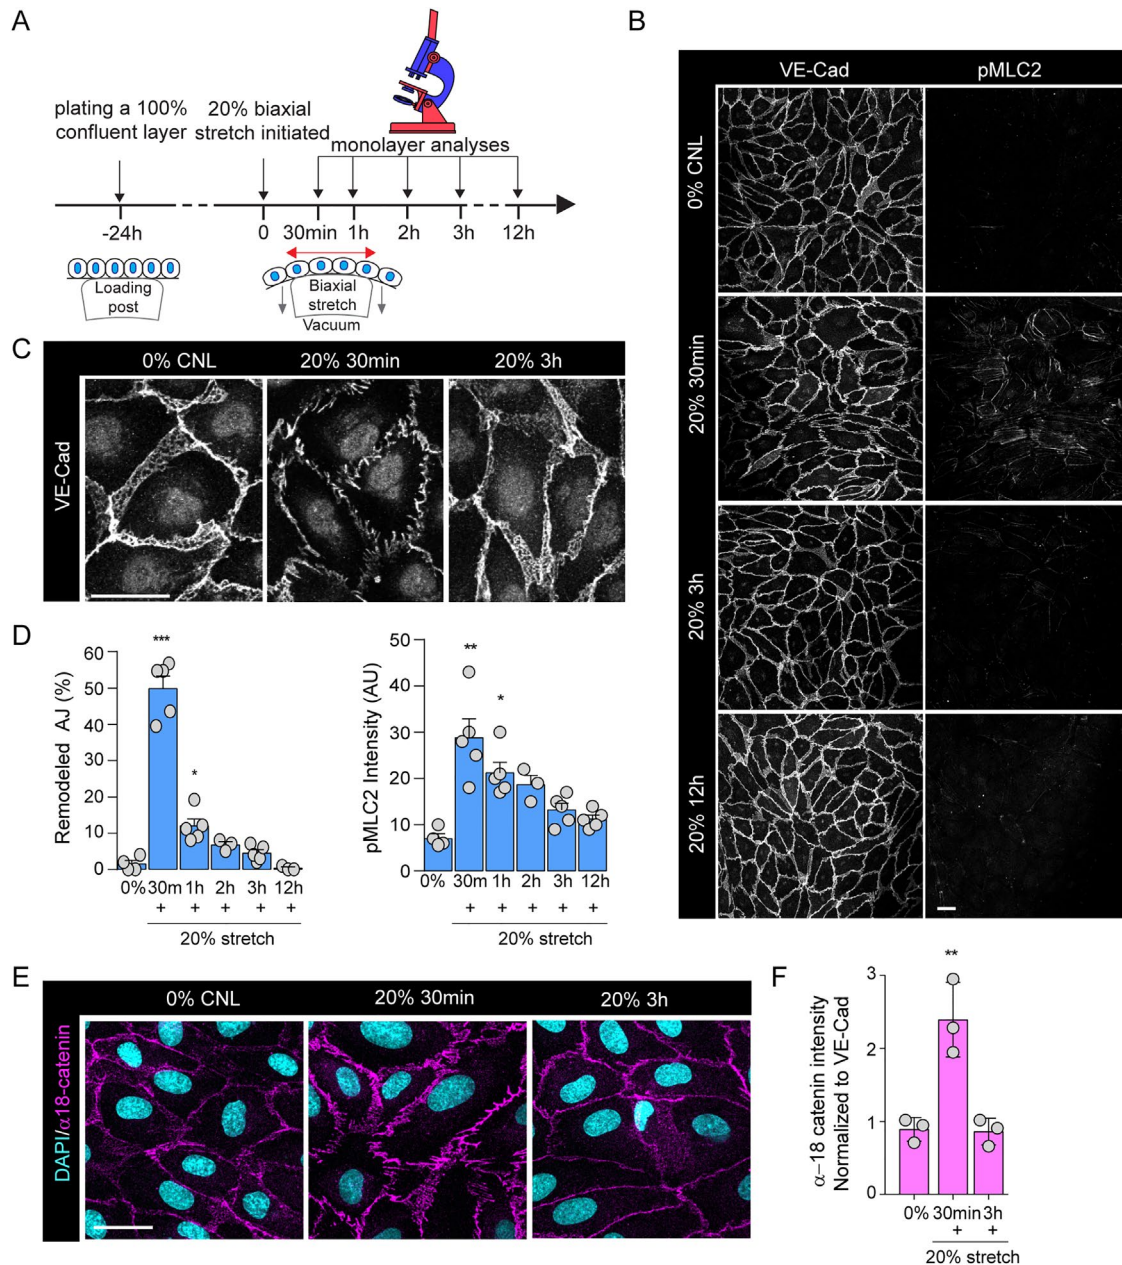 A
plating a 100%
confluent layer
20% biaxial
stretch initiated
monolayer analyses
-24h
0
30min
1h
2h
3h
12h
Loading
post
Biaxial
stretch
Vacuum
B
VE-Cad
pMLC2
0% CNL
20% 30min
20% 3h
20% 12h
C
0% CNL
20% 30min
20% 3h
VE-Cad
D
Remodeled AJ (%)
60
50
40
30
20
10
0
***
*
0%
30m
1h
2h
3h
12h
+ + + + +
20% stretch
pMLC2 Intensity (AU)
50
40
30
20
10
0
**
*
0%
30m
1h
2h
3h
12h
+ + + + +
20% stretch
E
0% CNL
20% 30min
20% 3h
DAPI/α18-catenin
F
α–18 catenin intensity
Normalized to VE-Cad
3
2
1
0
**
0%
30min
3h
+ +
20% stretch